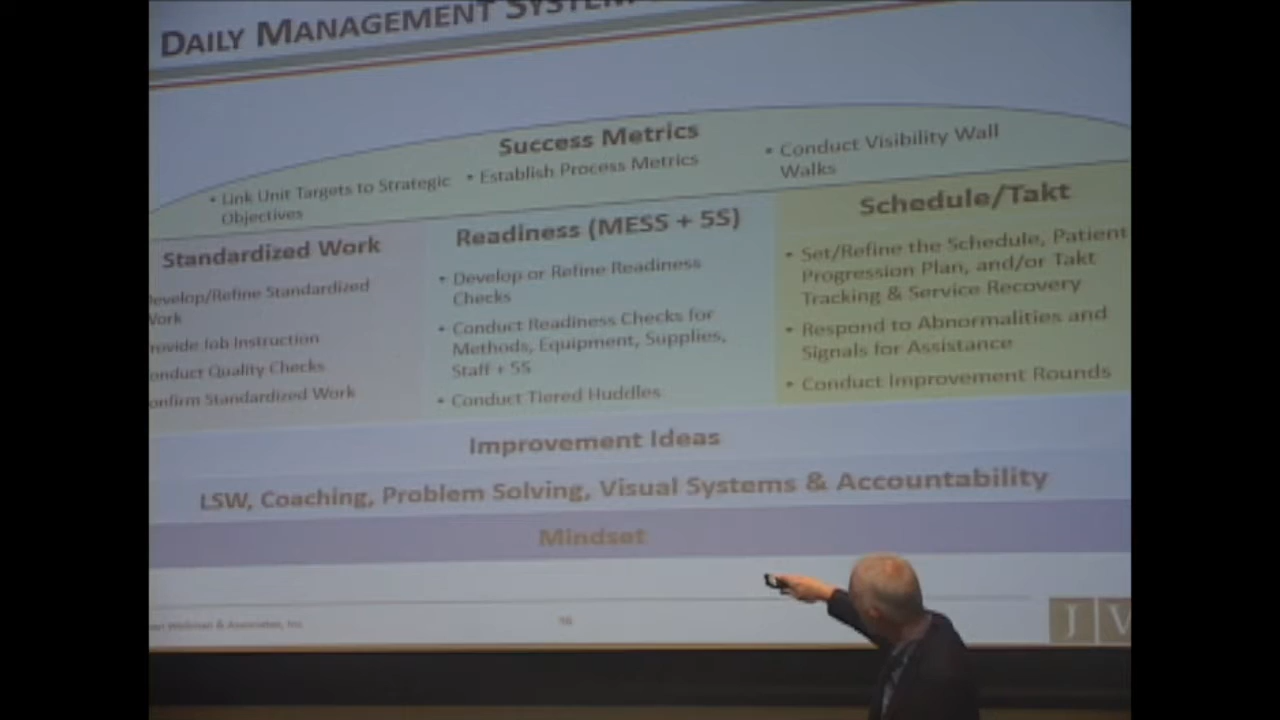 DAILY MANAGEMENT SYSTEM
Success Metrics
• Link Unit Targets to Strategic
Objectives
• Establish Process Metrics
• Conduct Visibility Wall
Walks
Standardized Work
evelop/Refine Standardized
Work
rovide Job Instruction
onduct Quality Checks
onfirm Standardized Work
Readiness (MESS + 5S)
• Develop or Refine Readiness
Checks
• Conduct Readiness Checks for
Methods, Equipment, Supplies,
Staff + 5S
• Conduct Tiered Huddles
Schedule/Takt
• Set/Refine the Schedule, Patient
Progression Plan, and/or Takt
Tracking & Service Recovery
• Respond to Abnormalities and
Signals for Assistance
• Conduct Improvement Rounds
Improvement Ideas
LSW, Coaching, Problem Solving, Visual Systems & Accountability
Mindset
& Associates, Inc
J